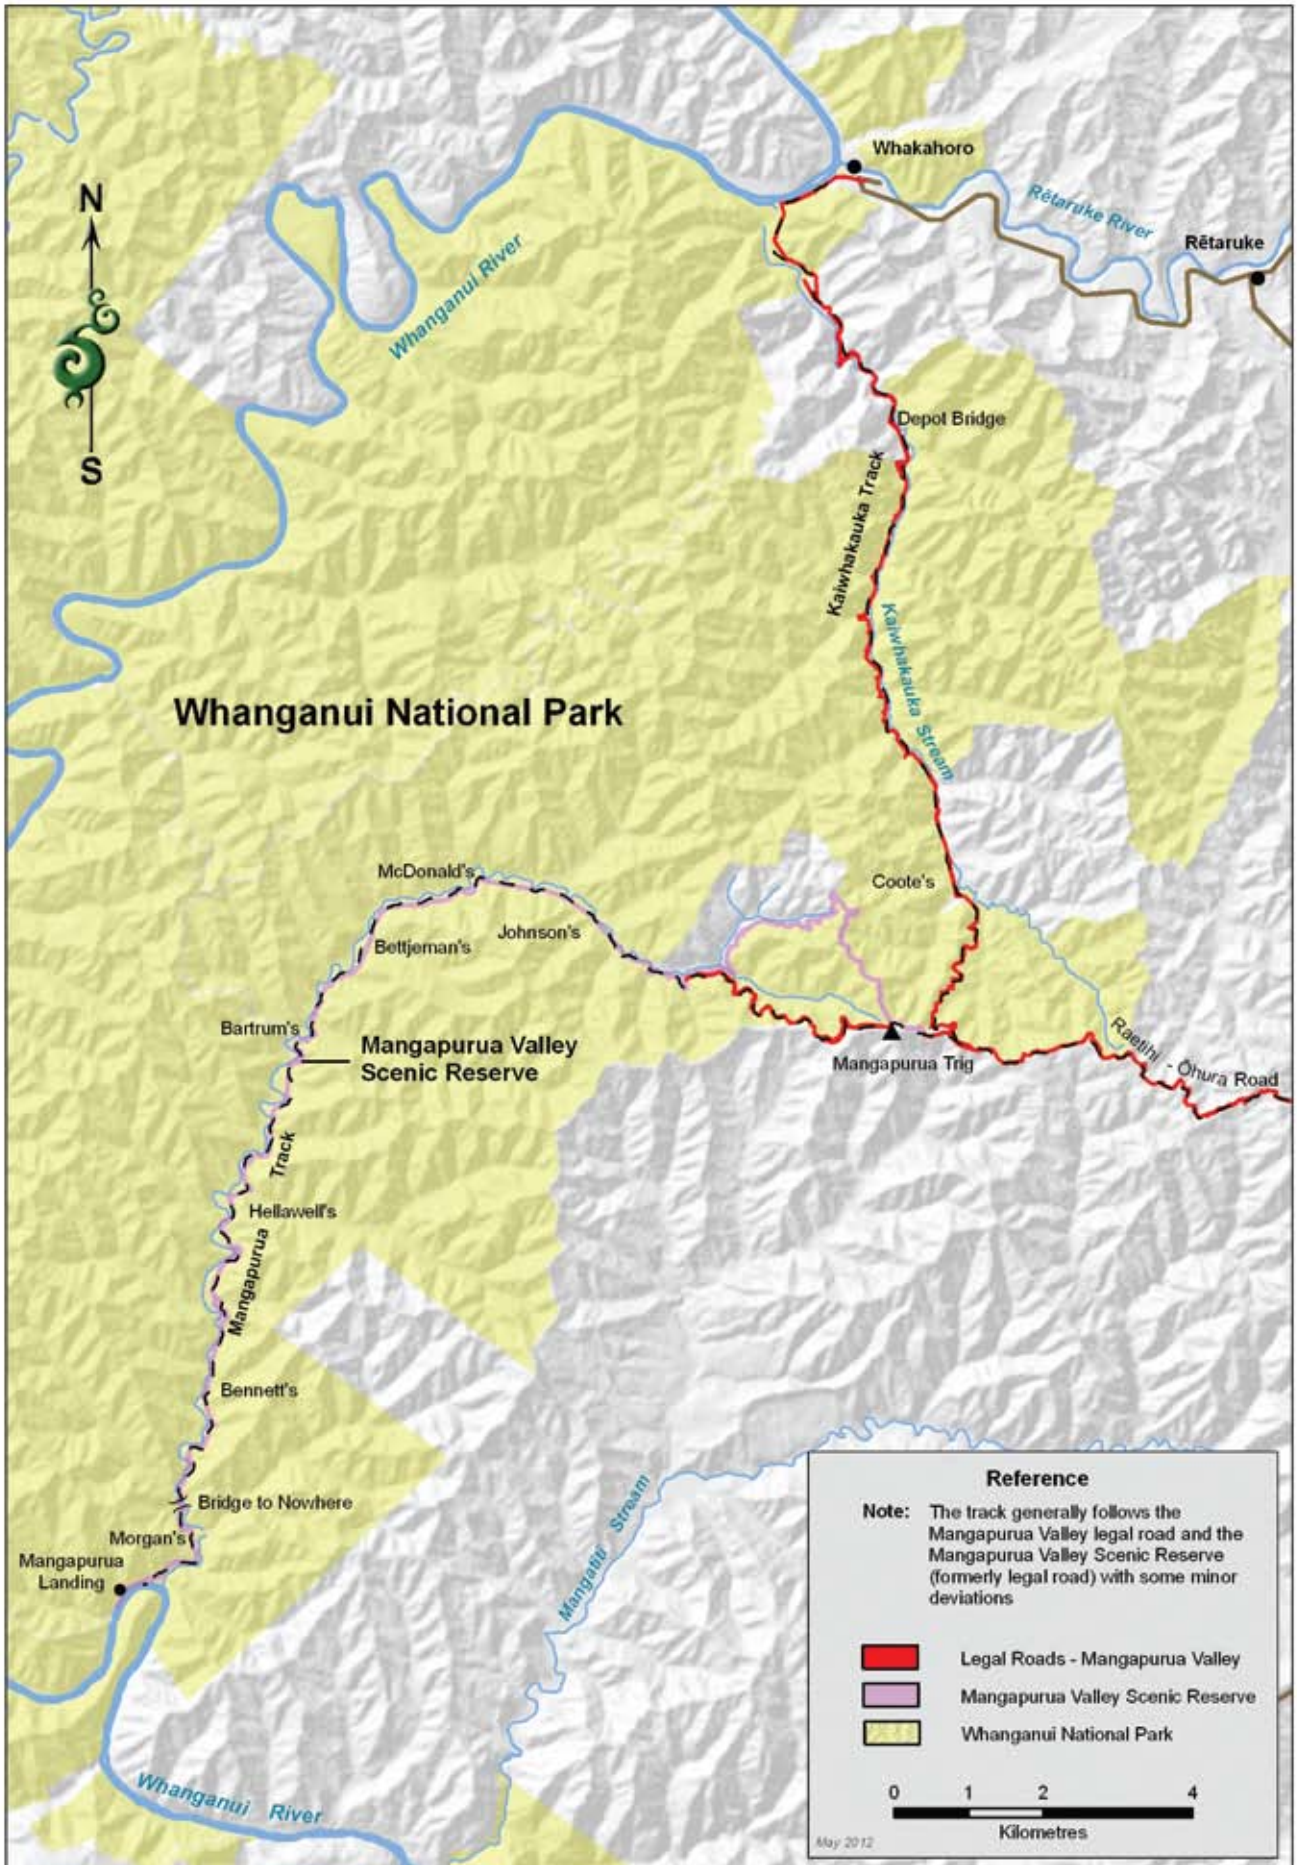 Whakahoro
Rētaruke River
Rētaruke
N
S
Whanganui River
Depot Bridge
Kaiwhakauka Track
Kaiwhakauka Stream
Whanganui National Park
McDonald's
Coote's
Johnson's
Bettjeman's
Bartrum's
Mangapurua Valley
Scenic Reserve
Raetihi - Ōhura Road
Mangapurua Trig
Mangapurua Track
Hellawell's
Bennett's
Bridge to Nowhere
Morgan's
Mangapurua
Landing
Mangatiti Stream
Whanganui River
Reference
Note: The track generally follows the
Mangapurua Valley legal road and the
Mangapurua Valley Scenic Reserve
(formerly legal road) with some minor
deviations
Legal Roads - Mangapurua Valley
Mangapurua Valley Scenic Reserve
Whanganui National Park
0 1 2 4
Kilometres
May 2012